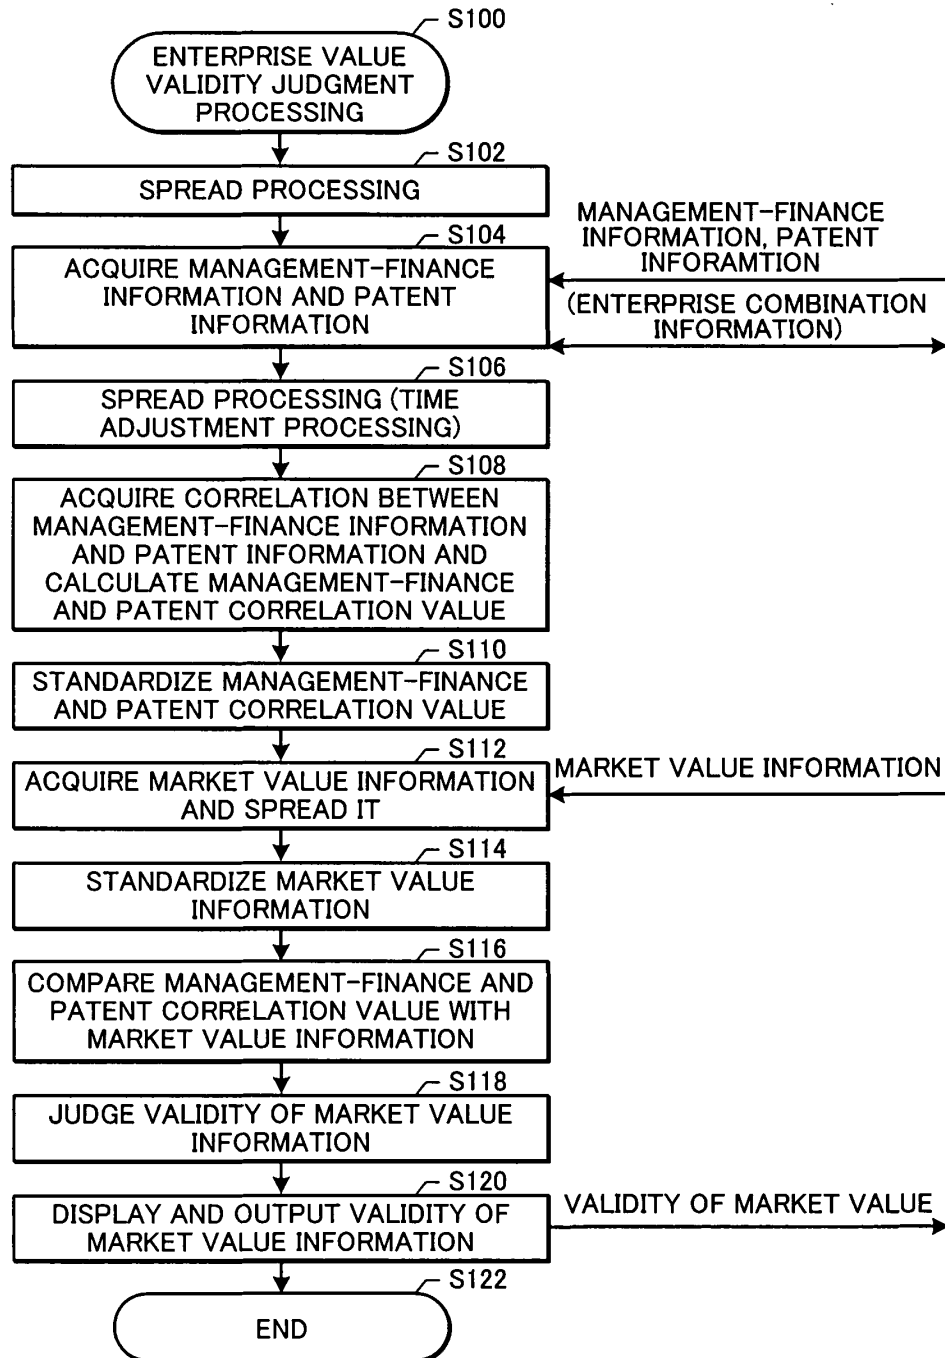 S100
ENTERPRISE VALUE
VALIDITY JUDGMENT
PROCESSING
S102
SPREAD PROCESSING
S104
ACQUIRE MANAGEMENT-FINANCE
INFORMATION AND PATENT
INFORMATION
MANAGEMENT-FINANCE
INFORMATION, PATENT
INFORAMTION
(ENTERPRISE COMBINATION
INFORMATION)
S106
SPREAD PROCESSING (TIME
ADJUSTMENT PROCESSING)
S108
ACQUIRE CORRELATION BETWEEN
MANAGEMENT-FINANCE INFORMATION
AND PATENT INFORMATION AND
CALCULATE MANAGEMENT-FINANCE
AND PATENT CORRELATION VALUE
S110
STANDARDIZE MANAGEMENT-FINANCE
AND PATENT CORRELATION VALUE
S112
ACQUIRE MARKET VALUE INFORMATION
AND SPREAD IT
MARKET VALUE INFORMATION
S114
STANDARDIZE MARKET VALUE
INFORMATION
S116
COMPARE MANAGEMENT-FINANCE AND
PATENT CORRELATION VALUE WITH
MARKET VALUE INFORMATION
S118
JUDGE VALIDITY OF MARKET VALUE
INFORMATION
S120
DISPLAY AND OUTPUT VALIDITY OF
MARKET VALUE INFORMATION
VALIDITY OF MARKET VALUE
S122
END